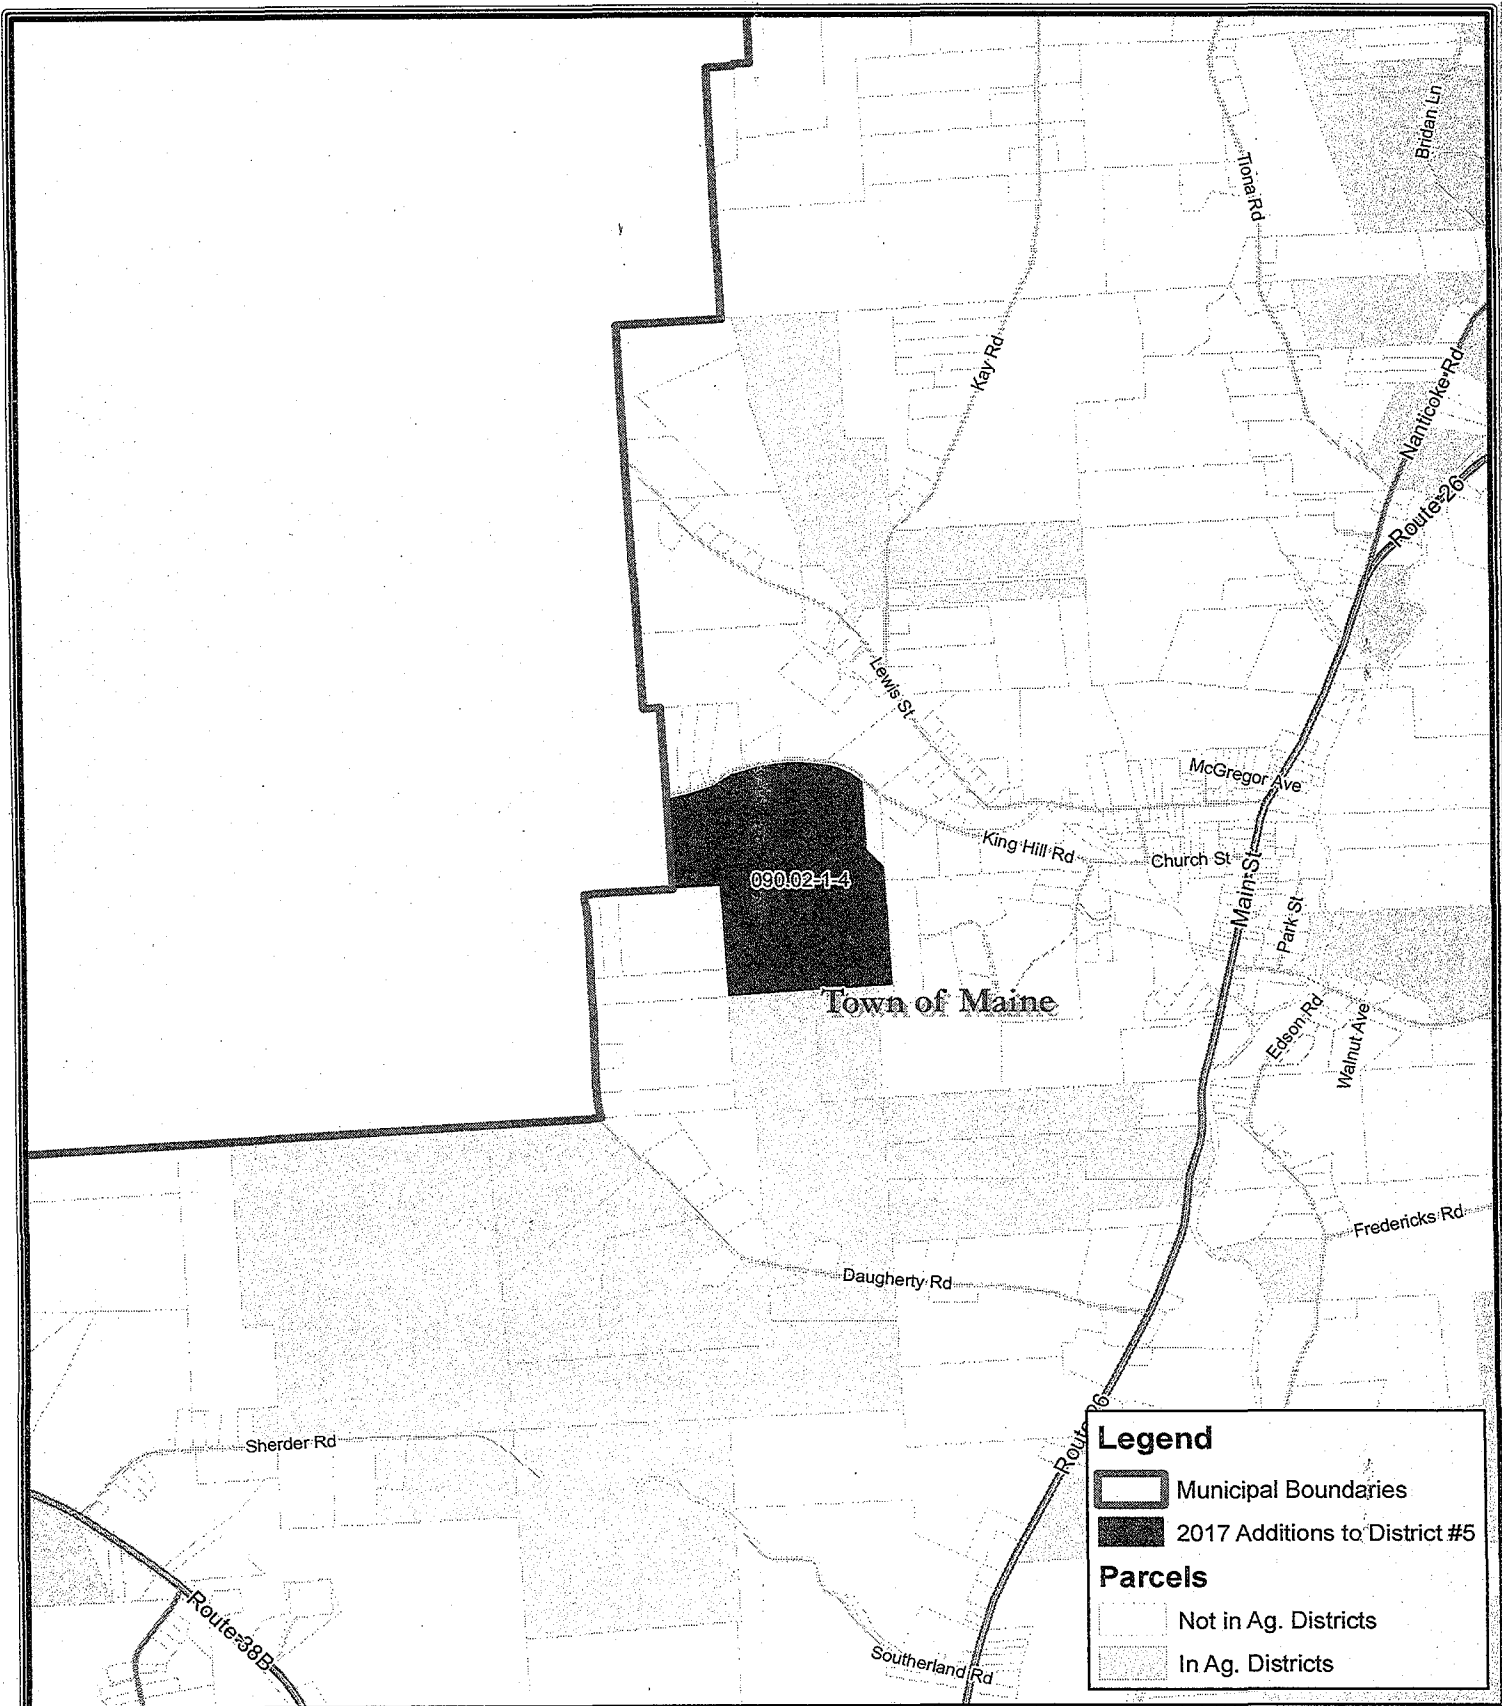 Bridan Ln
Tiona Rd
Kay Rd
Nanticoke Rd
Route 26
Lewis St
McGregor Ave
King Hill Rd
Church St
Main St
090.02-1-4
Park St
Town of Maine
Edson Rd
Walnut Ave
Fredericks Rd
Daugherty Rd
Route 26
Sherder Rd
Route 38B
Southerland Rd
Legend
Municipal Boundaries
2017 Additions to District #5
Parcels
Not in Ag. Districts
In Ag. Districts